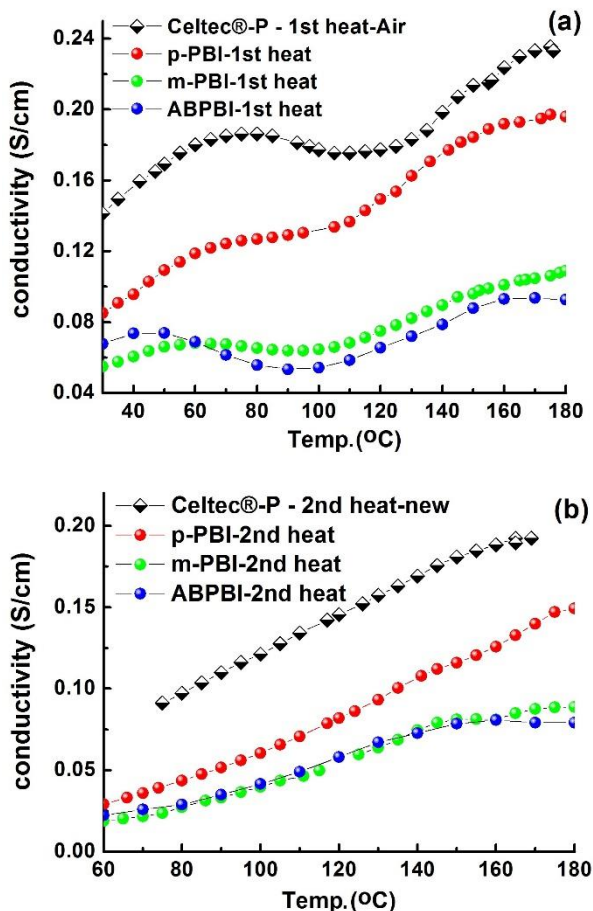 (a)
Celtec®-P - 1st heat-Air
p-PBI-1st heat
m-PBI-1st heat
ABPBI-1st heat
conductivity (S/cm)
0.24
0.20
0.16
0.12
0.08
0.04
40 60 80 100 120 140 160 180
Temp.(ºC)
(b)
Celtec®-P - 2nd heat-new
p-PBI-2nd heat
m-PBI-2nd heat
ABPBI-2nd heat
conductivity (S/cm)
0.20
0.15
0.10
0.05
0.00
60 80 100 120 140 160 180
Temp.(ºC)